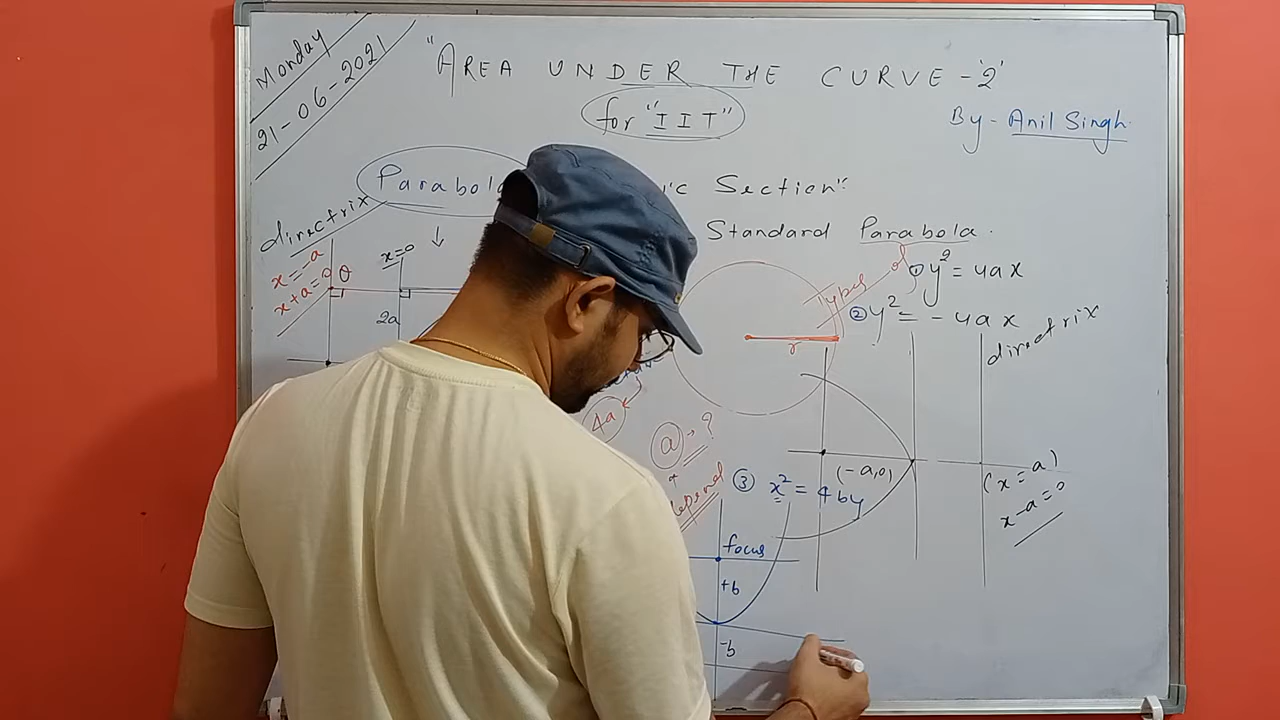 Monday
21-06-2021
"AREA UNDER THE CURVE-'2'
for "IIT"
By- Anil Singh
Parabola
Section"
directrix
x=-a
x+a=0
θ
x=0
2a
4a
a → ?
Standard Parabola.
Types of
① y² = 4ax
② y² = - 4ax
directrix
r
(-a,0)
(x=a)
x-a=0
③ x² = 4by
focus
+b
-b